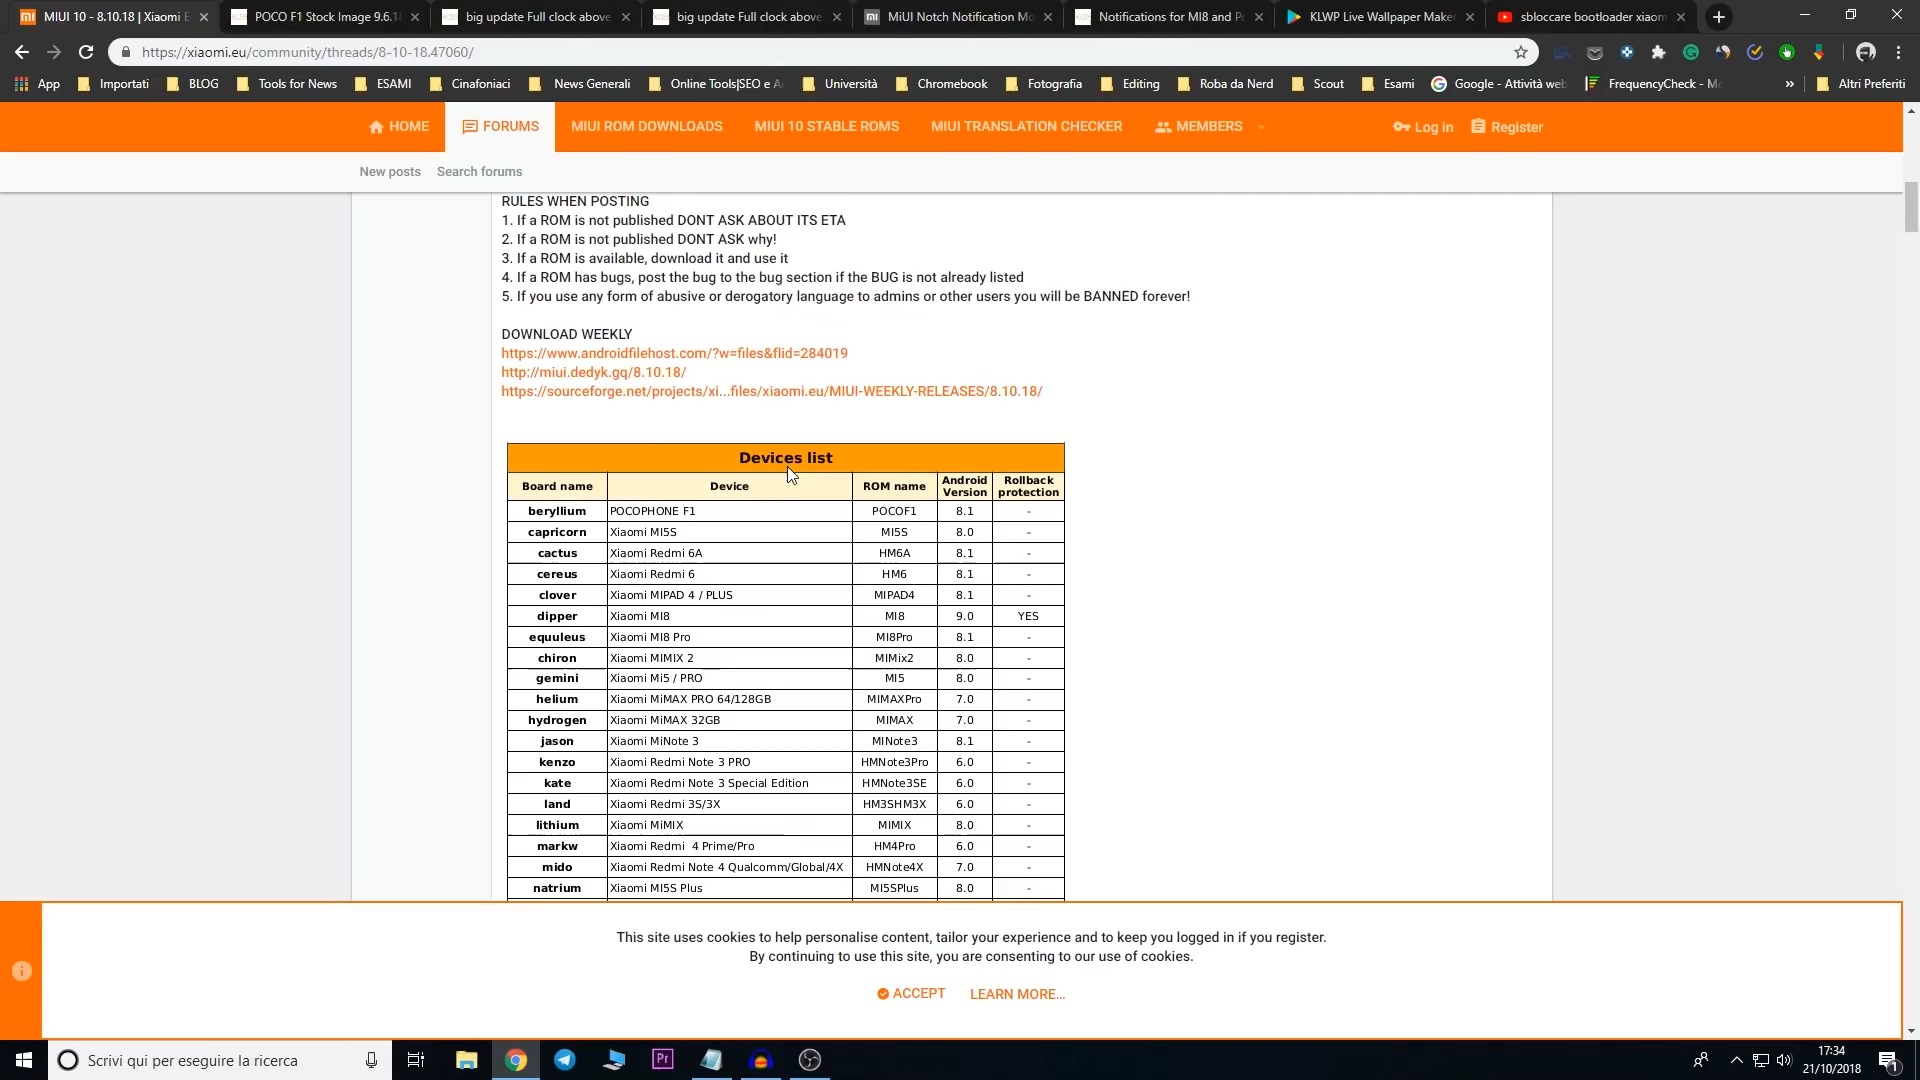 MIUI 10 - 8.10.18 | Xiaomi E
POCO F1 Stock Image 9.6.18
big update Full clock above
big update Full clock above
MiUI Notch Notification Mo
Notifications for MI8 and Po
KLWP Live Wallpaper Maker
sbloccare bootloader xiaom
https://xiaomi.eu/community/threads/8-10-18.47060/
App
Importati
BLOG
Tools for News
ESAMI
Cinafoniaci
News Generali
Online Tools|SEO e A
Università
Chromebook
Fotografia
Editing
Roba da Nerd
Scout
Esami
Google - Attività web
FrequencyCheck - Mo
»
Altri Preferiti
HOME
FORUMS
MIUI ROM DOWNLOADS
MIUI 10 STABLE ROMS
MIUI TRANSLATION CHECKER
MEMBERS
Log in
Register
New posts
Search forums
RULES WHEN POSTING
1. If a ROM is not published DONT ASK ABOUT ITS ETA
2. If a ROM is not published DONT ASK why!
3. If a ROM is available, download it and use it
4. If a ROM has bugs, post the bug to the bug section if the BUG is not already listed
5. If you use any form of abusive or derogatory language to admins or other users you will be BANNED forever!
DOWNLOAD WEEKLY
https://www.androidfilehost.com/?w=files&flid=284019
http://miui.dedyk.gq/8.10.18/
https://sourceforge.net/projects/xi...files/xiaomi.eu/MIUI-WEEKLY-RELEASES/8.10.18/
Devices list
Board name Device ROM name Android Version Rollback protection
beryllium POCOPHONE F1 POCOF1 8.1 -
capricorn Xiaomi MI5S MI5S 8.0 -
cactus Xiaomi Redmi 6A HM6A 8.1 -
cereus Xiaomi Redmi 6 HM6 8.1 -
clover Xiaomi MIPAD 4 / PLUS MIPAD4 8.1 -
dipper Xiaomi MI8 MI8 9.0 YES
equuleus Xiaomi MI8 Pro MI8Pro 8.1 -
chiron Xiaomi MIMIX 2 MIMix2 8.0 -
gemini Xiaomi Mi5 / PRO MI5 8.0 -
helium Xiaomi MiMAX PRO 64/128GB MIMAXPro 7.0 -
hydrogen Xiaomi MiMAX 32GB MIMAX 7.0 -
jason Xiaomi MiNote 3 MINote3 8.1 -
kenzo Xiaomi Redmi Note 3 PRO HMNote3Pro 6.0 -
kate Xiaomi Redmi Note 3 Special Edition HMNote3SE 6.0 -
land Xiaomi Redmi 3S/3X HM3SHM3X 6.0 -
lithium Xiaomi MiMIX MIMIX 8.0 -
markw Xiaomi Redmi 4 Prime/Pro HM4Pro 6.0 -
mido Xiaomi Redmi Note 4 Qualcomm/Global/4X HMNote4X 7.0 -
natrium Xiaomi MI5S Plus MI5SPlus 8.0 -
This site uses cookies to help personalise content, tailor your experience and to keep you logged in if you register.
By continuing to use this site, you are consenting to our use of cookies.
ACCEPT
LEARN MORE...
Scrivi qui per eseguire la ricerca
Pr
17:34
21/10/2018
1